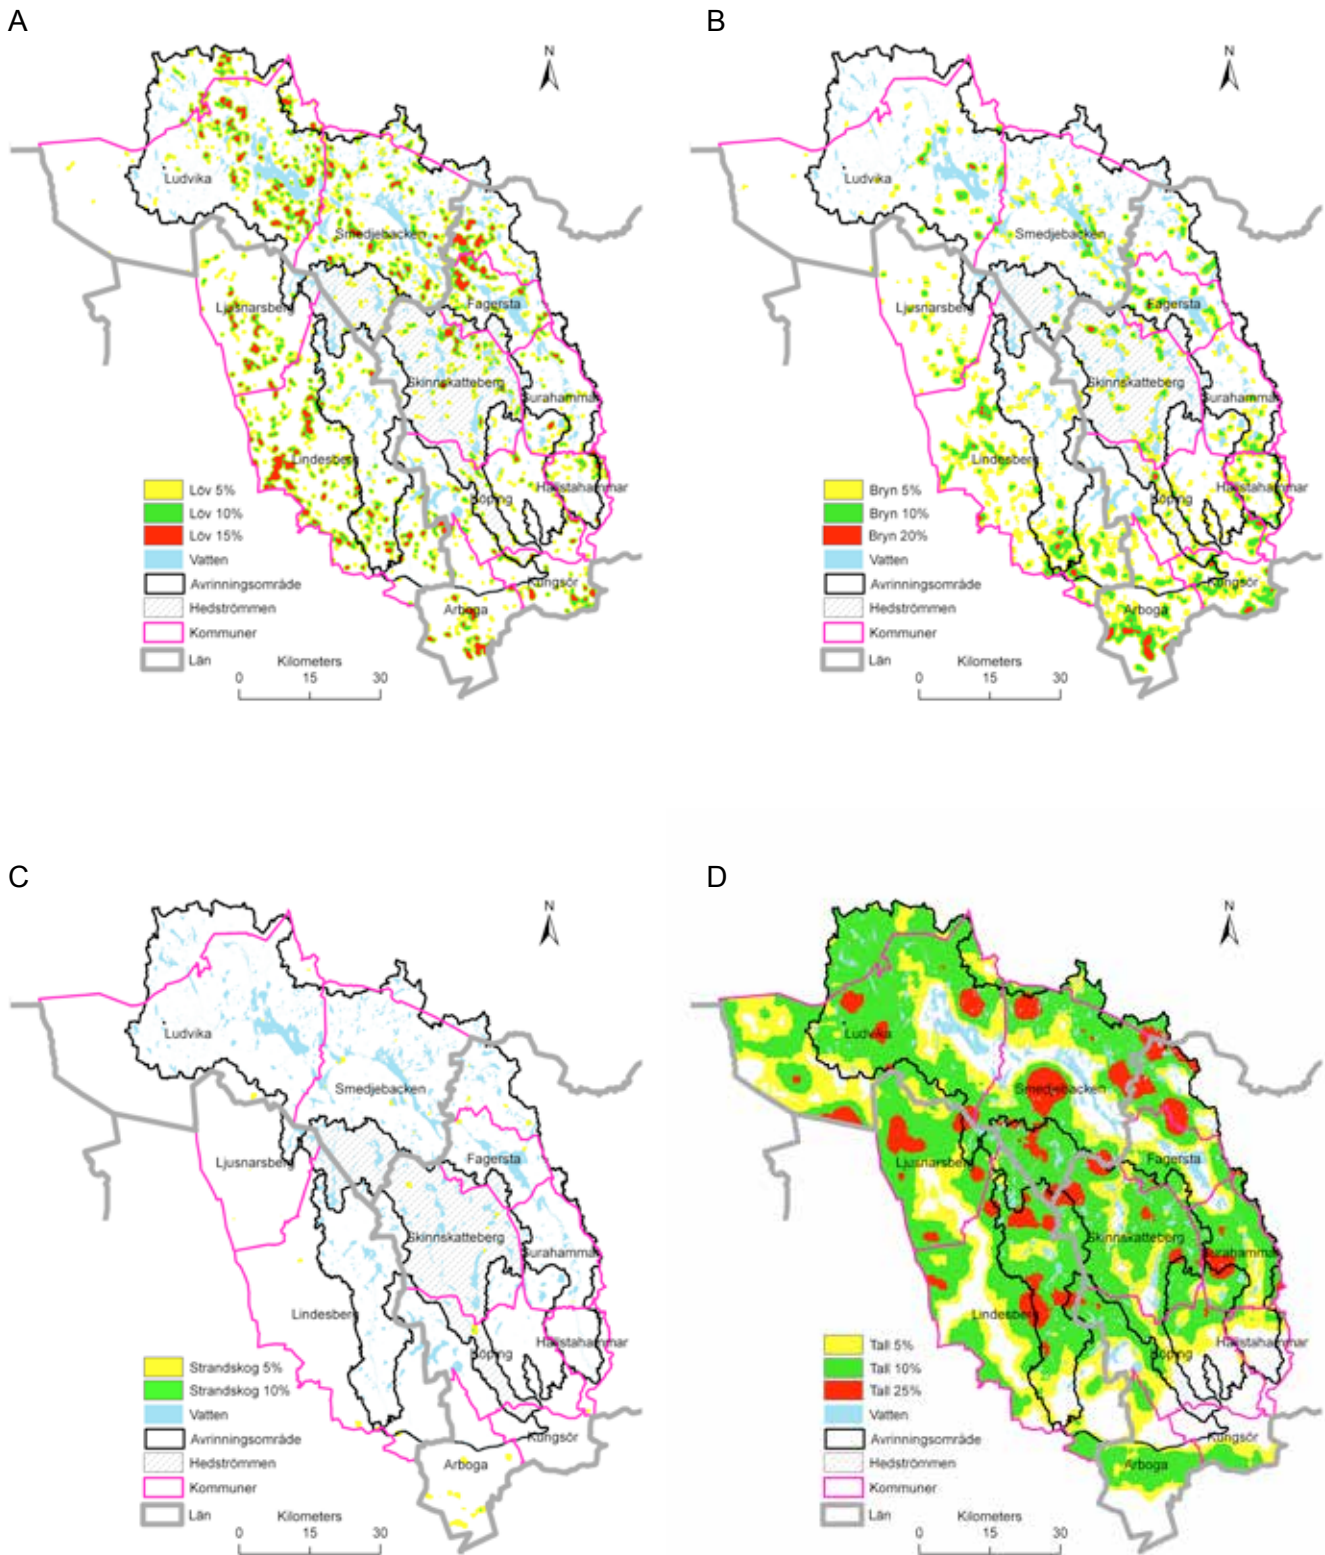 A
N
Ludvika
Smedjebacken
Ljusnarsberg
Fagersta
Skinnskatteberg
Surahammar
Lindesberg
Hallstahammar
Köping
Kungsör
Arboga
Löv 5%
Löv 10%
Löv 15%
Vatten
Avrinningsområde
Hedströmmen
Kommuner
Län
Kilometers
0 15 30
B
N
Ludvika
Smedjebacken
Ljusnarsberg
Fagersta
Skinnskatteberg
Surahammar
Lindesberg
Hallstahammar
Köping
Kungsör
Arboga
Bryn 5%
Bryn 10%
Bryn 20%
Vatten
Avrinningsområde
Hedströmmen
Kommuner
Län
Kilometers
0 15 30
C
N
Ludvika
Smedjebacken
Ljusnarsberg
Fagersta
Skinnskatteberg
Surahammar
Lindesberg
Hallstahammar
Köping
Kungsör
Arboga
Strandskog 5%
Strandskog 10%
Vatten
Avrinningsområde
Hedströmmen
Kommuner
Län
Kilometers
0 15 30
D
N
Ludvika
Smedjebacken
Ljusnarsberg
Fagersta
Skinnskatteberg
Surahammar
Lindesberg
Hallstahammar
Köping
Kungsör
Arboga
Tall 5%
Tall 10%
Tall 25%
Vatten
Avrinningsområde
Hedströmmen
Kommuner
Län
Kilometers
0 15 30